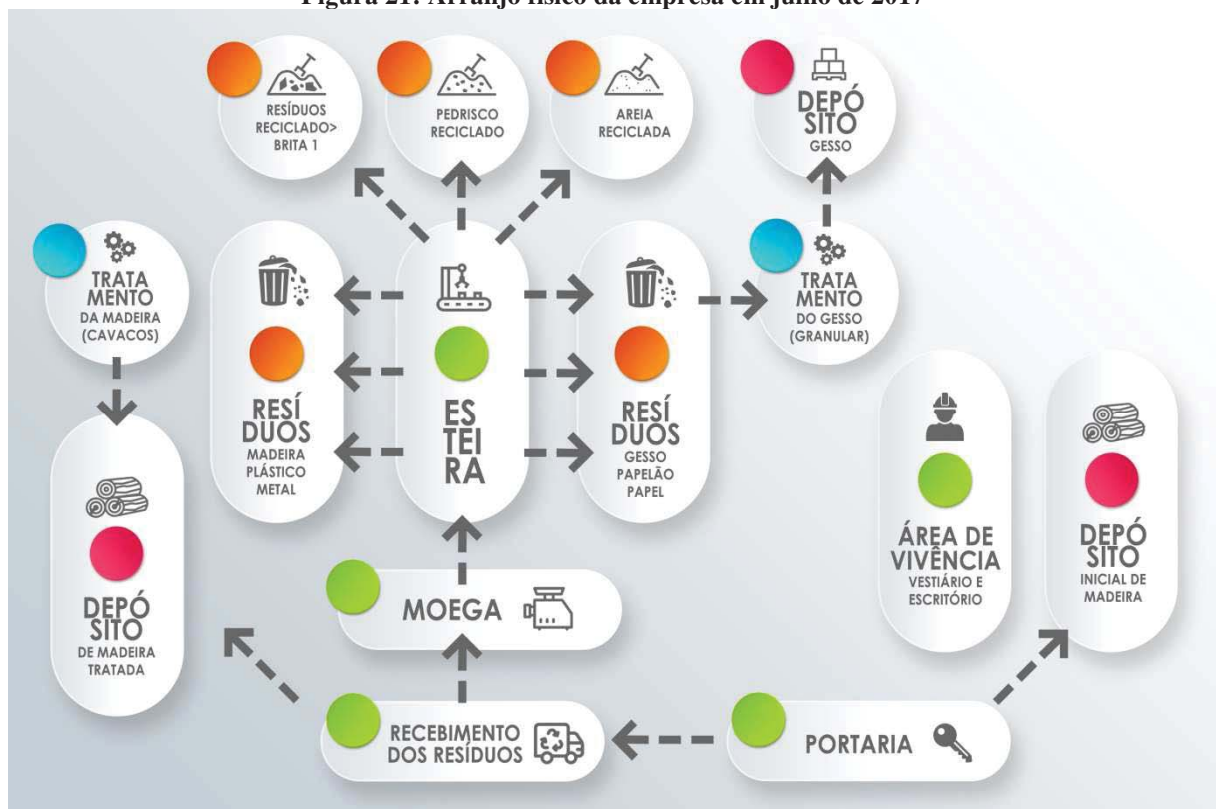 Figura 21: Arranjo físico da empresa em julho de 2017
RESÍDUOS
RECICLADO>
BRITA 1
PEDRISCO
RECICLADO
AREIA
RECICLADA
DEPÓ
SITO
GESSO
TRATA
MENTO
DA MADEIRA
(CAVACOS)
RESÍ
DUOS
MADEIRA
PLÁSTICO
METAL
ES
TEI
RA
RESÍ
DUOS
GESSO
PAPELÃO
PAPEL
TRATA
MENTO
DO GESSO
(GRANULAR)
ÁREA DE
VIVÊNCIA
VESTIÁRIO E
ESCRITÓRIO
DEPÓ
SITO
INICIAL DE
MADEIRA
DEPÓ
SITO
DE MADEIRA
TRATADA
MOEGA
RECEBIMENTO
DOS RESÍDUOS
PORTARIA